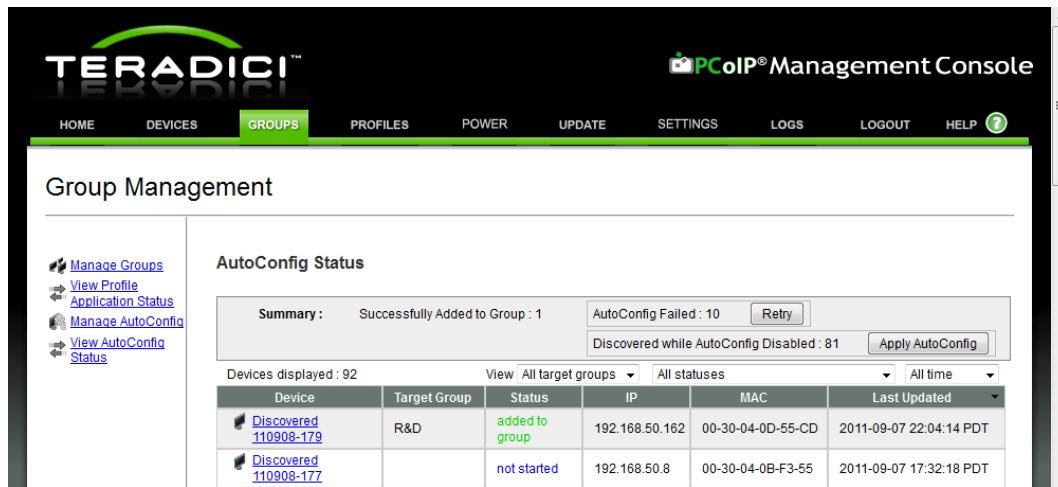 TERADICI™
PCoIP® Management Console
HOME DEVICES GROUPS PROFILES POWER UPDATE SETTINGS LOGS LOGOUT HELP ?
Group Management
Manage Groups
View Profile
Application Status
Manage AutoConfig
View AutoConfig
Status
AutoConfig Status
Summary : Successfully Added to Group : 1 AutoConfig Failed : 10 Retry
Discovered while AutoConfig Disabled : 81 Apply AutoConfig
Devices displayed : 92 View All target groups All statuses All time
Device Target Group Status IP MAC Last Updated
Discovered
110908-179
R&D
added to
group
192.168.50.162 00-30-04-0D-55-CD 2011-09-07 22:04:14 PDT
Discovered
110908-177
not started 192.168.50.8 00-30-04-0B-F3-55 2011-09-07 17:32:18 PDT